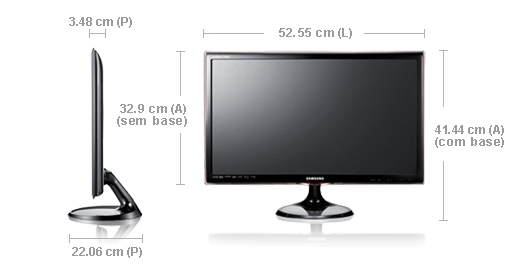 3.48 cm (P)
52.55 cm (L)
32.9 cm (A)
(sem base)
41.44 cm (A)
(com base)
SAMSUNG
22.06 cm (P)